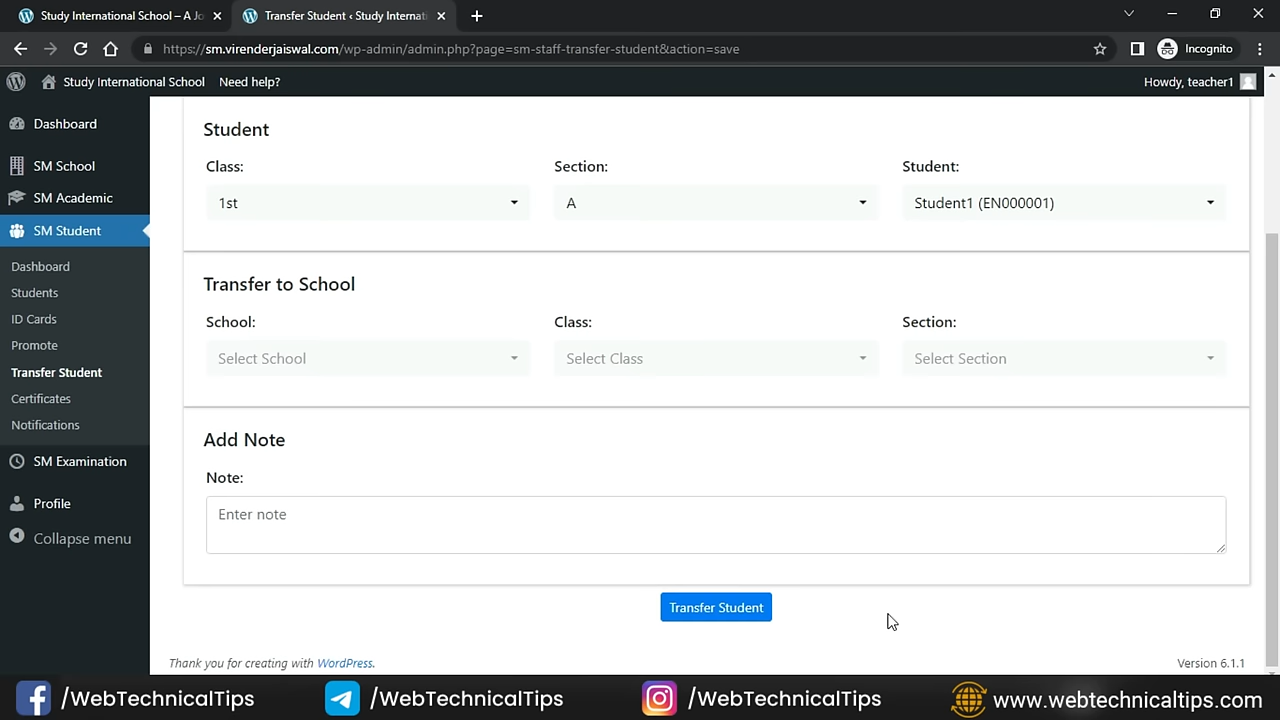 Study International School – A Jo
Transfer Student ‹ Study Internati
https://sm.virenderjaiswal.com/wp-admin/admin.php?page=sm-staff-transfer-student&action=save
Incognito
Study International School
Need help?
Howdy, teacher1
Dashboard
SM School
SM Academic
SM Student
Dashboard
Students
ID Cards
Promote
Transfer Student
Certificates
Notifications
SM Examination
Profile
Collapse menu
Student
Class: Section: Student:
1st A Student1 (EN000001)
Transfer to School
School: Class: Section:
Select School Select Class Select Section
Add Note
Note:
Enter note
Transfer Student
Thank you for creating with WordPress. Version 6.1.1
/WebTechnicalTips /WebTechnicalTips /WebTechnicalTips www.webtechnicaltips.com